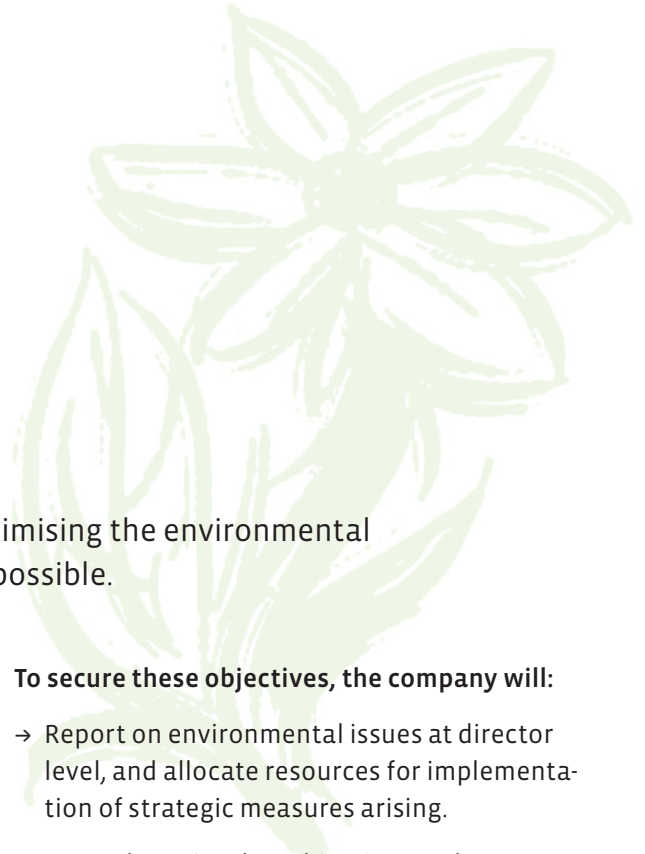 imising the environmental
possible.
To secure these objectives, the company will:
→ Report on environmental issues at director
level, and allocate resources for implementa-
tion of strategic measures arising.